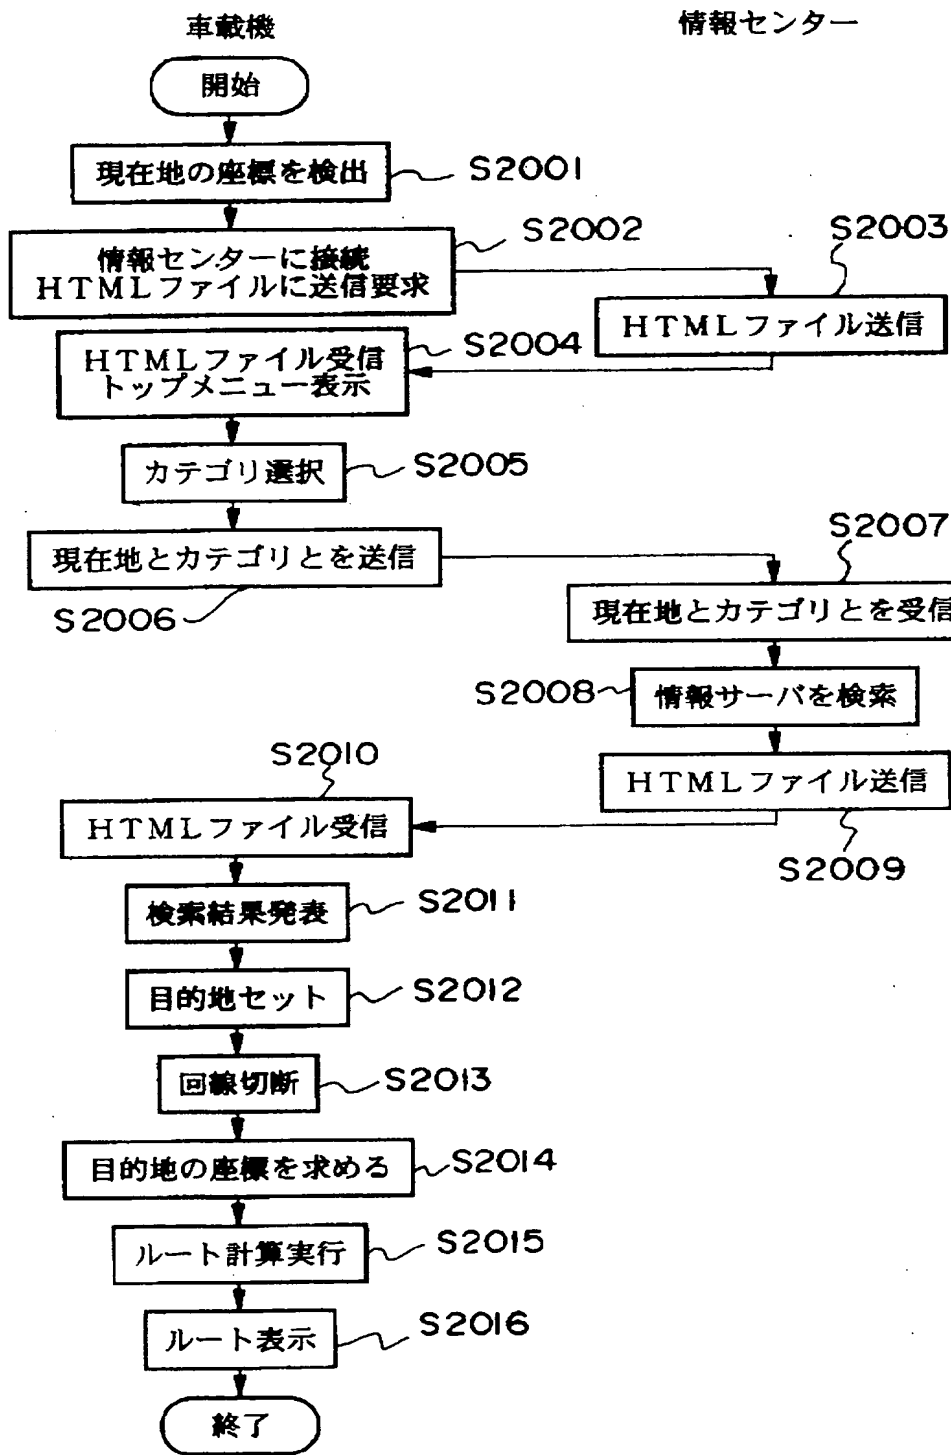 車載機
情報センター
開始
現在地の座標を検出
S2001
情報センターに接続
HTMLファイルに送信要求
S2002
S2003
HTMLファイル送信
HTMLファイル受信
トップメニュー表示
S2004
カテゴリ選択
S2005
現在地とカテゴリとを送信
S2006
S2007
現在地とカテゴリとを受信
S2008
情報サーバを検索
HTMLファイル送信
S2009
S2010
HTMLファイル受信
検索結果発表
S2011
目的地セット
S2012
回線切断
S2013
目的地の座標を求める
S2014
ルート計算実行
S2015
ルート表示
S2016
終了